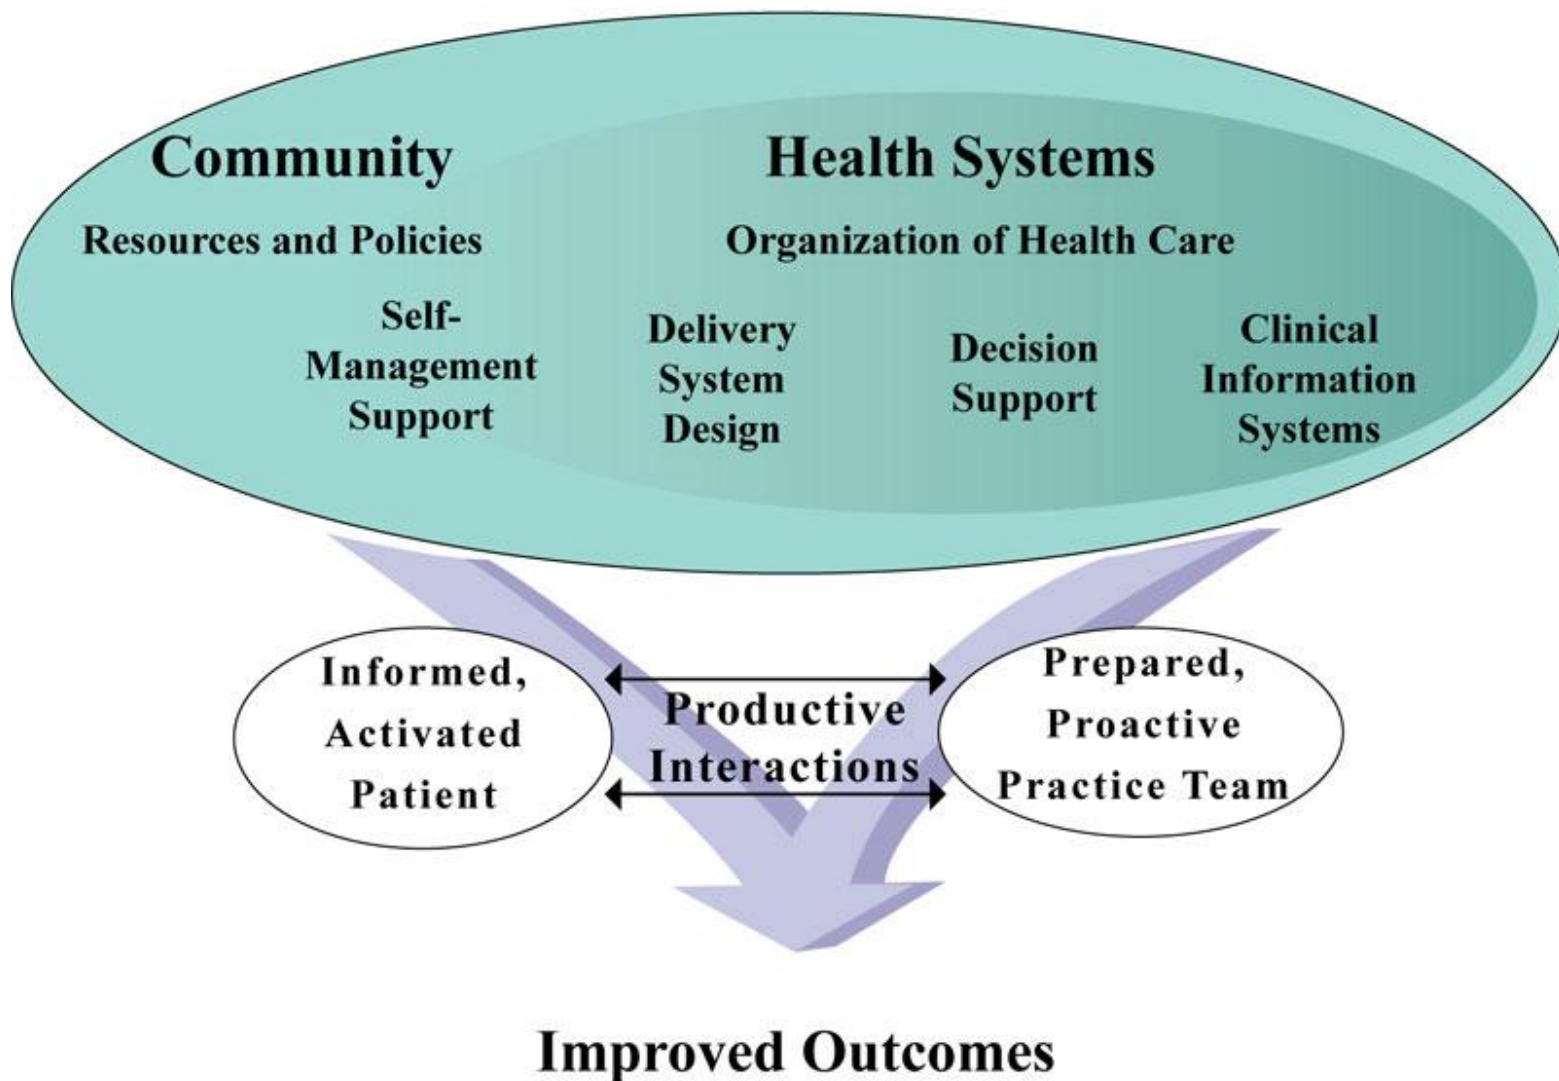 Community
Health Systems
Resources and Policies
Organization of Health Care
Self-
Management
Support
Delivery
System
Design
Decision
Support
Clinical
Information
Systems
Informed,
Activated
Patient
Productive
Interactions
Prepared,
Proactive
Practice Team
Improved Outcomes